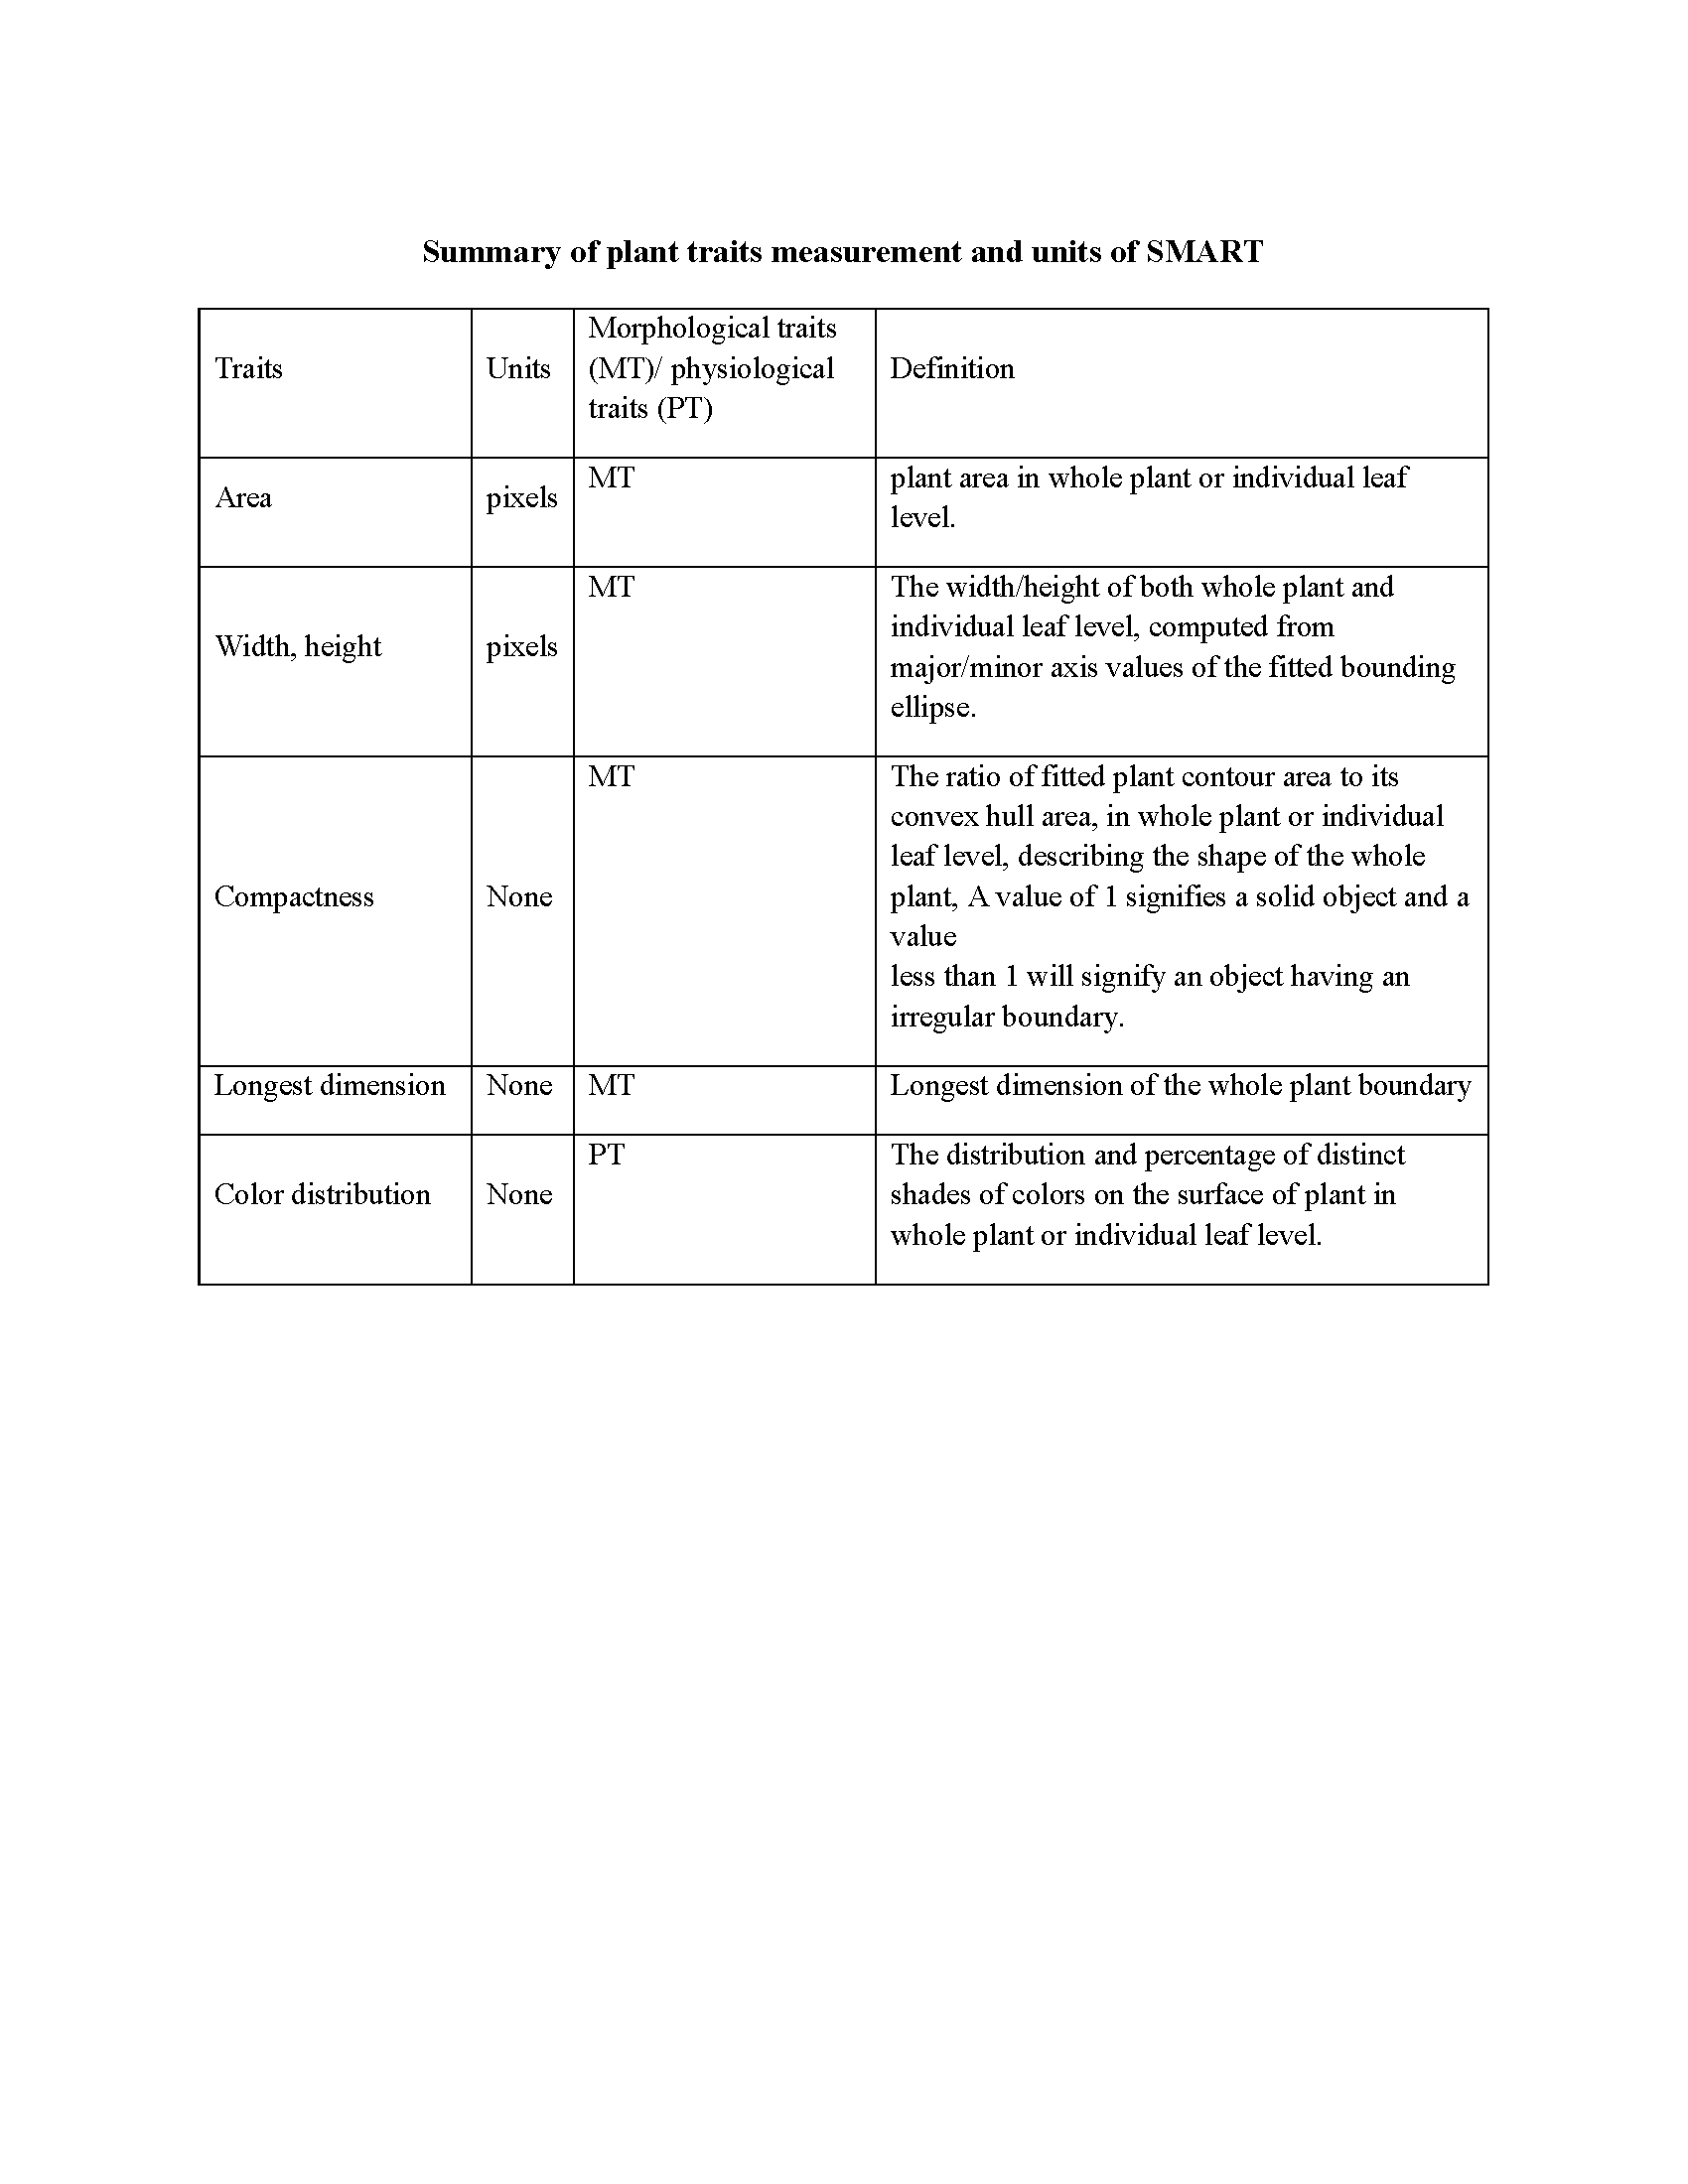 Summary of plant traits measurement and units of SMART
Traits
Units
Morphological traits
(MT)/ physiological
traits (PT)
Definition
Area
pixels
MT
plant area in whole plant or individual leaf
level.
Width, height
pixels
MT
The width/height of both whole plant and
individual leaf level, computed from
major/minor axis values of the fitted bounding
ellipse.
Compactness
None
MT
The ratio of fitted plant contour area to its
convex hull area, in whole plant or individual
leaf level, describing the shape of the whole
plant, A value of 1 signifies a solid object and a
value
less than 1 will signify an object having an
irregular boundary.
Longest dimension
None
MT
Longest dimension of the whole plant boundary
Color distribution
None
PT
The distribution and percentage of distinct
shades of colors on the surface of plant in
whole plant or individual leaf level.